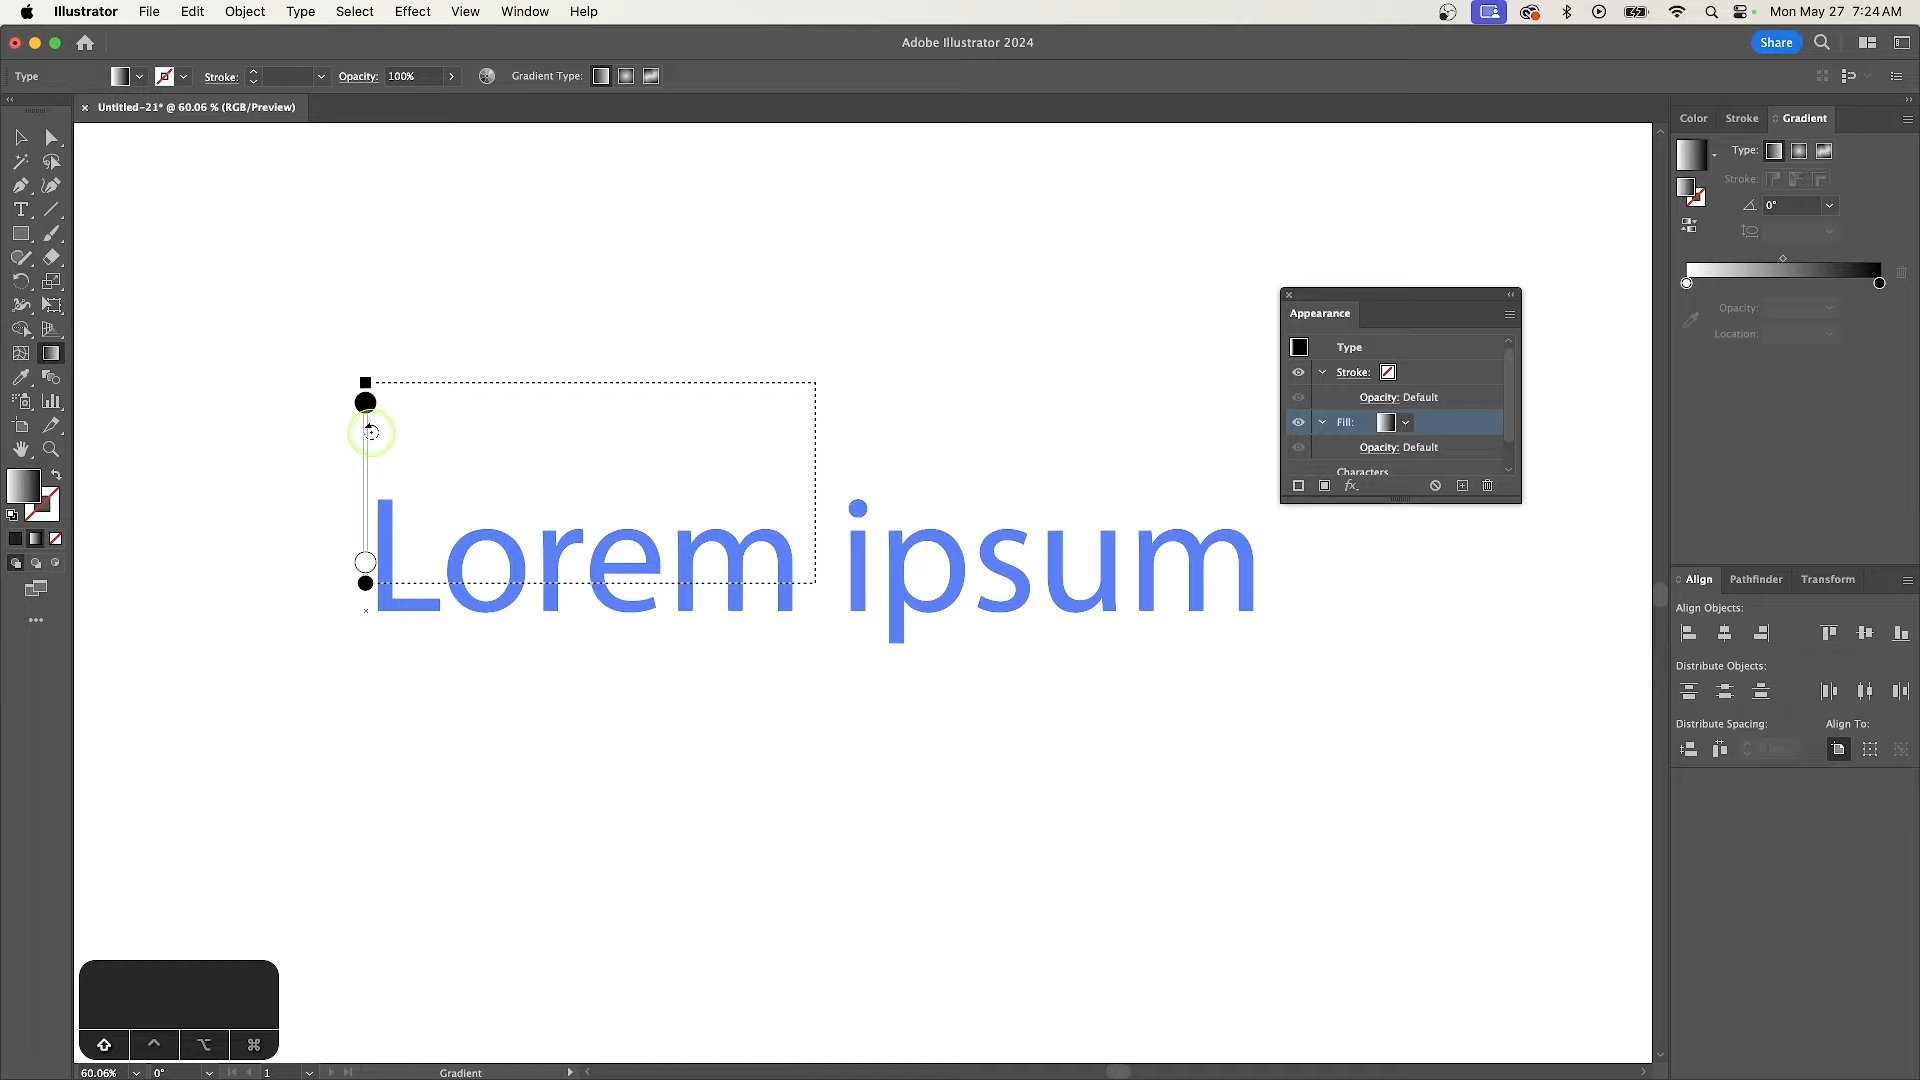 Illustrator File Edit Object Type Select Effect View Window Help Mon May 27 7:24 AM
Adobe Illustrator 2024 Share
Type Stroke: Opacity: 100% Gradient Type:
× Untitled-21* @ 60.06 % (RGB/Preview)
Color Stroke Gradient
Type:
Stroke:
0°
Opacity:
Location:
Appearance
Type
Stroke:
Opacity: Default
Fill:
Opacity: Default
Characters
fx
Lorem ipsum
Align Pathfinder Transform
Align Objects:
Distribute Objects:
Distribute Spacing: Align To:
60.06% 0° 1 Gradient